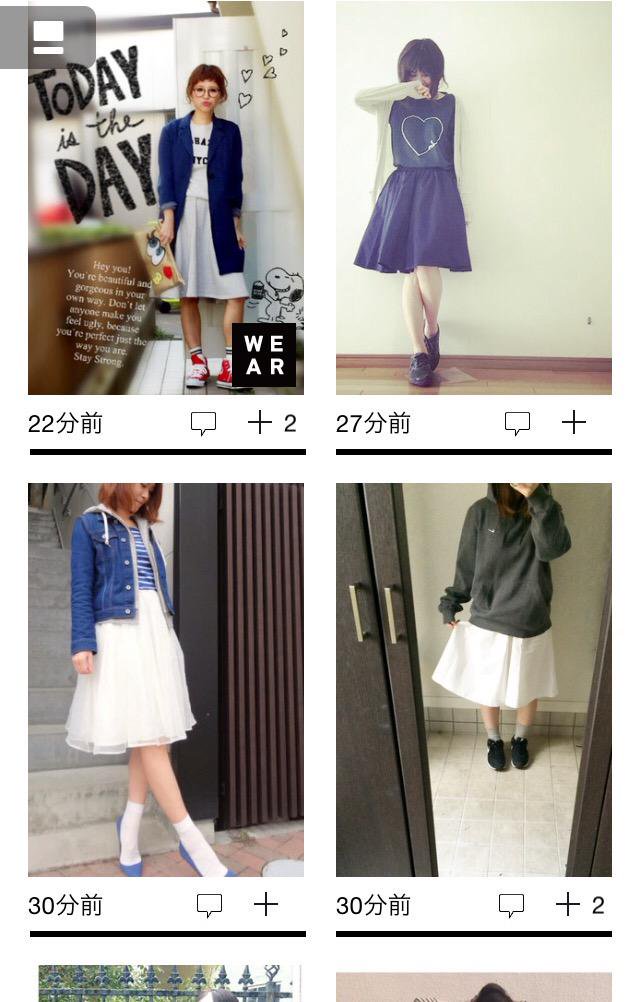 TODAY
is the
DAY
Hey you!
You're beautiful and
gorgeous in your
own way. Don't let
anyone make you
feel ugly, because
you're perfect just the
way you are.
Stay Strong.
WE
AR
22分前
2
27分前
30分前
30分前
2